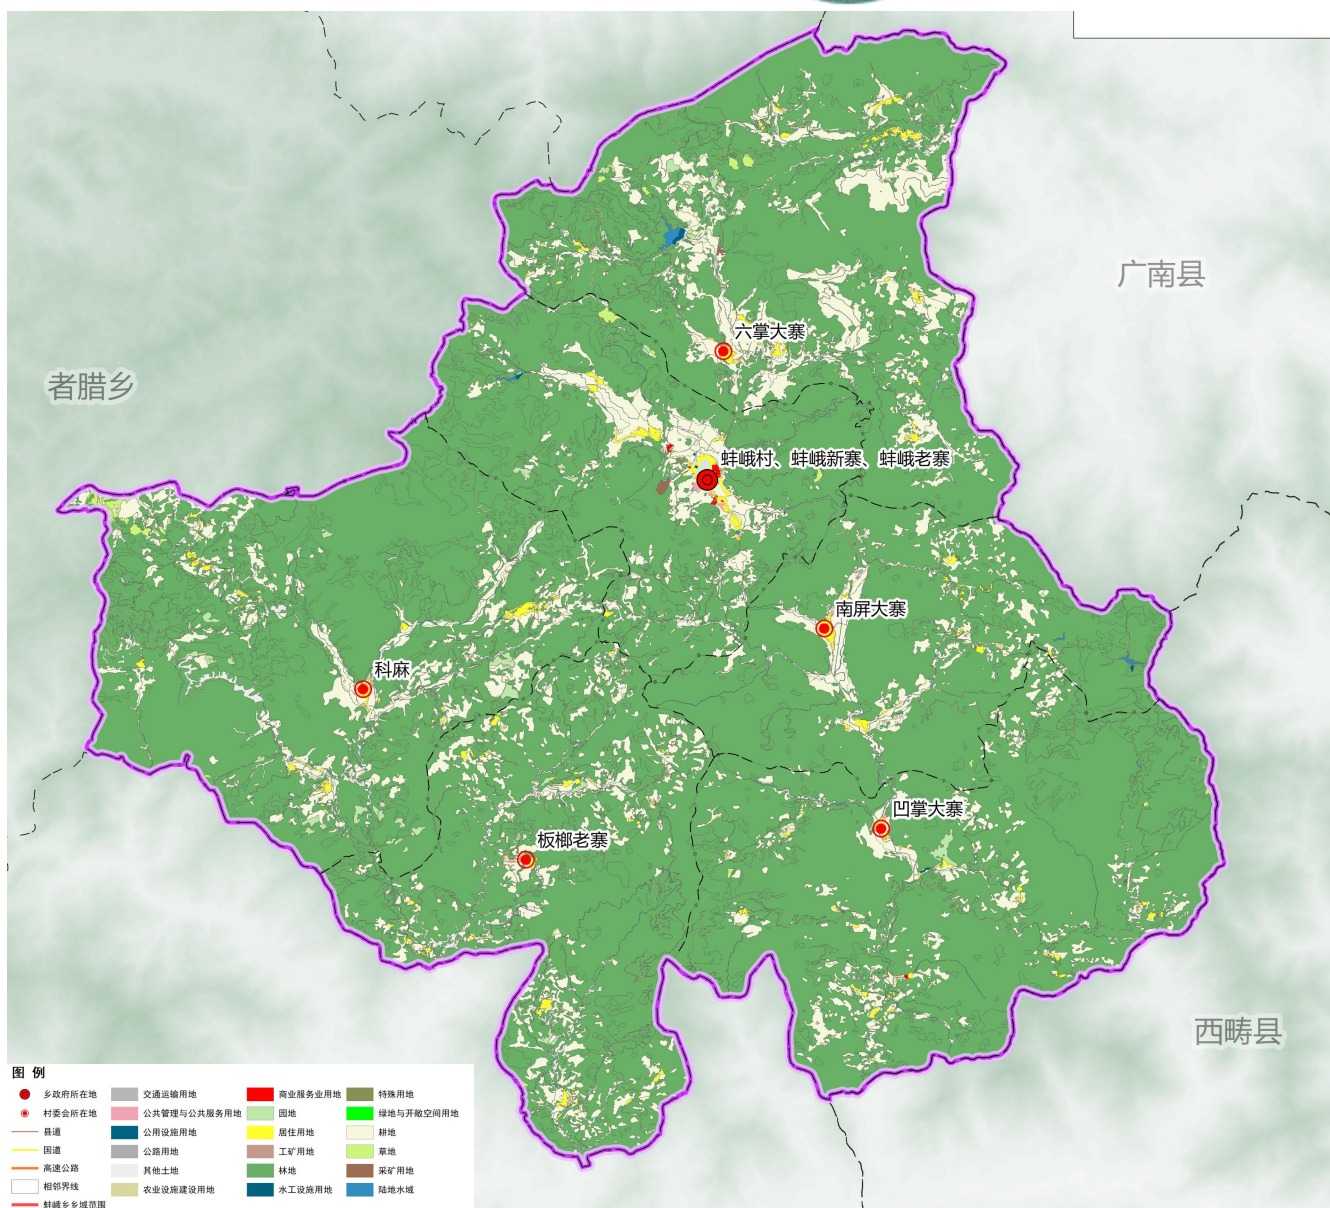 广南县
六掌大寨
者腊乡
蚌峨村、蚌峨新寨、蚌峨老寨
南屏大寨
科麻
凹掌大寨
板榔老寨
西畴县
图 例
乡政府所在地
交通运输用地
商业服务业用地
特殊用地
村委会所在地
公共管理与公共服务用地
园地
绿地与开敞空间用地
县道
公用设施用地
居住用地
耕地
国道
公路用地
工矿用地
草地
高速公路
其他土地
林地
采矿用地
相邻界线
农业设施建设用地
水工设施用地
陆地水域
蚌峨乡乡域范围